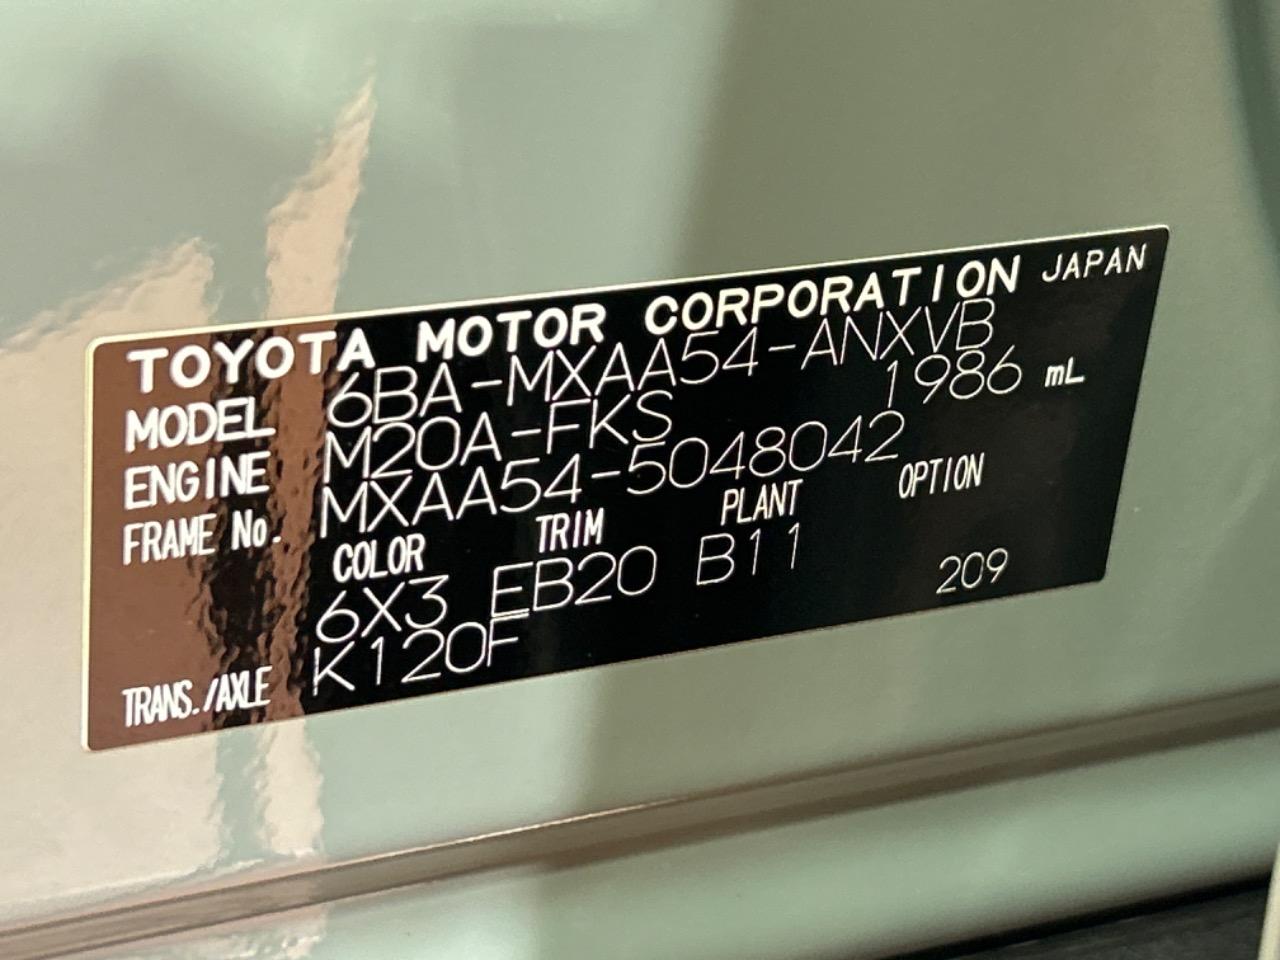 TOYOTA MOTOR CORPORATION JAPAN
MODEL 6BA-MXAA54-ANXVB
ENGINE M20A-FKS 1986 mL
FRAME No. MXAA54-5048042
COLOR TRIM PLANT OPTION
6X3 EB20 B11 209
TRANS./AXLE K120F